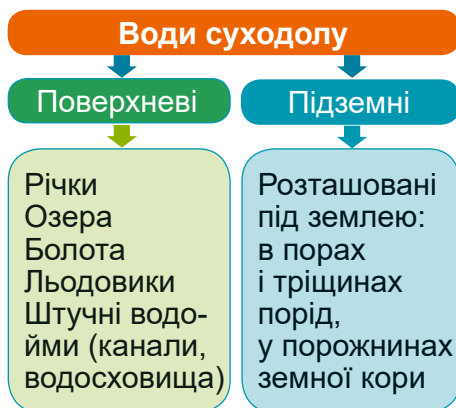 Води суходолу
Поверхневі
Підземні
Річки
Озера
Болота
Льодовики
Штучні водо-
йми (канали,
водосховища)
Розташовані
під землею:
в порах
і тріщинах
порід,
у порожнинах
земної кори